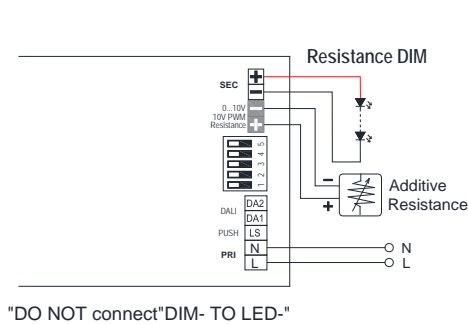 Resistance DIM
SEC
+
−
0...10V
10V PWM
Resistance
−
+
5
4
3
2
1
−
+
Additive
Resistance
DALI
DA2
DA1
PUSH
LS
PRI
N
L
N
L
"DO NOT connect"DIM- TO LED-"